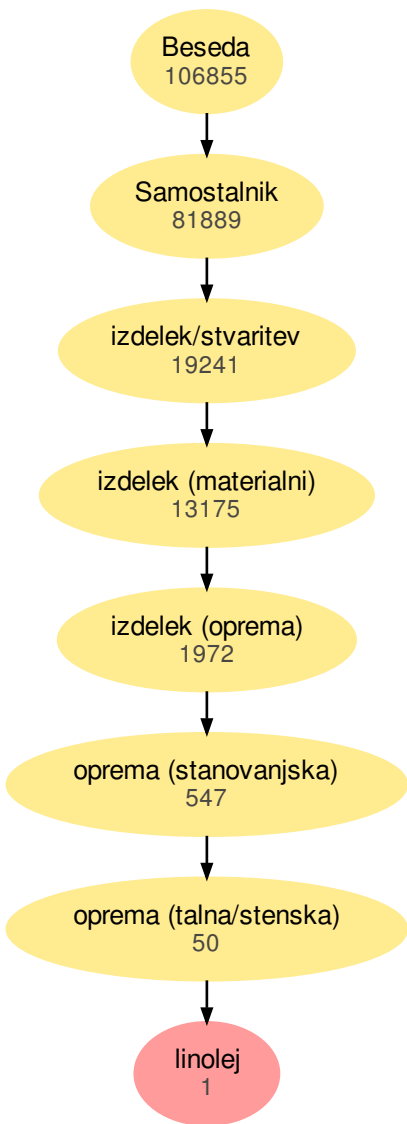 Beseda
106855
Samostalnik
81889
izdelek/stvaritev
19241
izdelek (materialni)
13175
izdelek (oprema)
1972
oprema (stanovanjska)
547
oprema (talna/stenska)
50
linolej
1